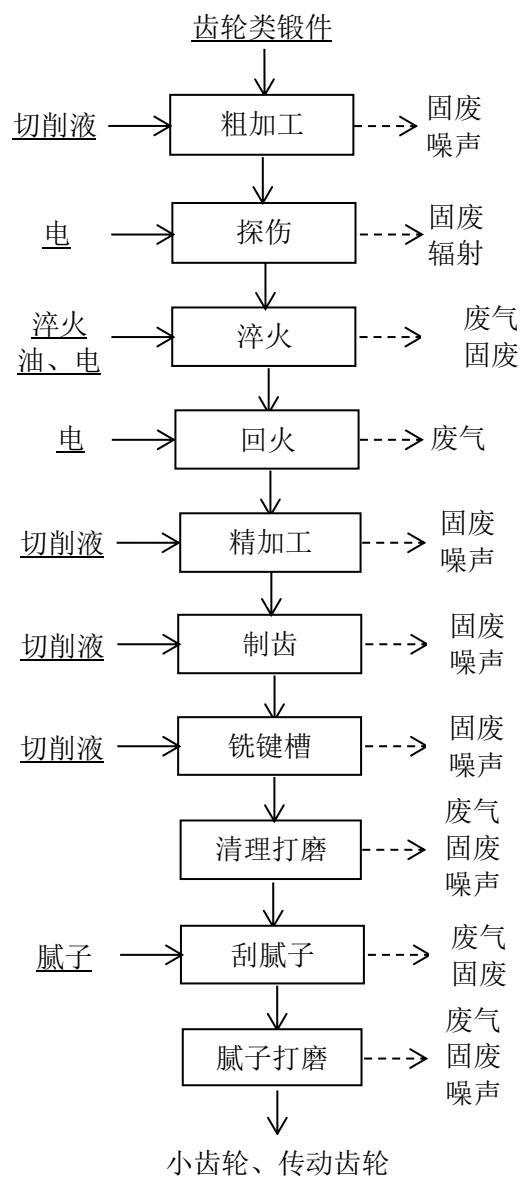 齿轮类锻件
切削液
粗加工
固废
噪声
电
探伤
固废
辐射
淬火
油、电
淬火
废气
固废
电
回火
废气
切削液
精加工
固废
噪声
切削液
制齿
固废
噪声
切削液
铣键槽
固废
噪声
清理打磨
废气
固废
噪声
腻子
刮腻子
废气
固废
腻子打磨
废气
固废
噪声
小齿轮、传动齿轮